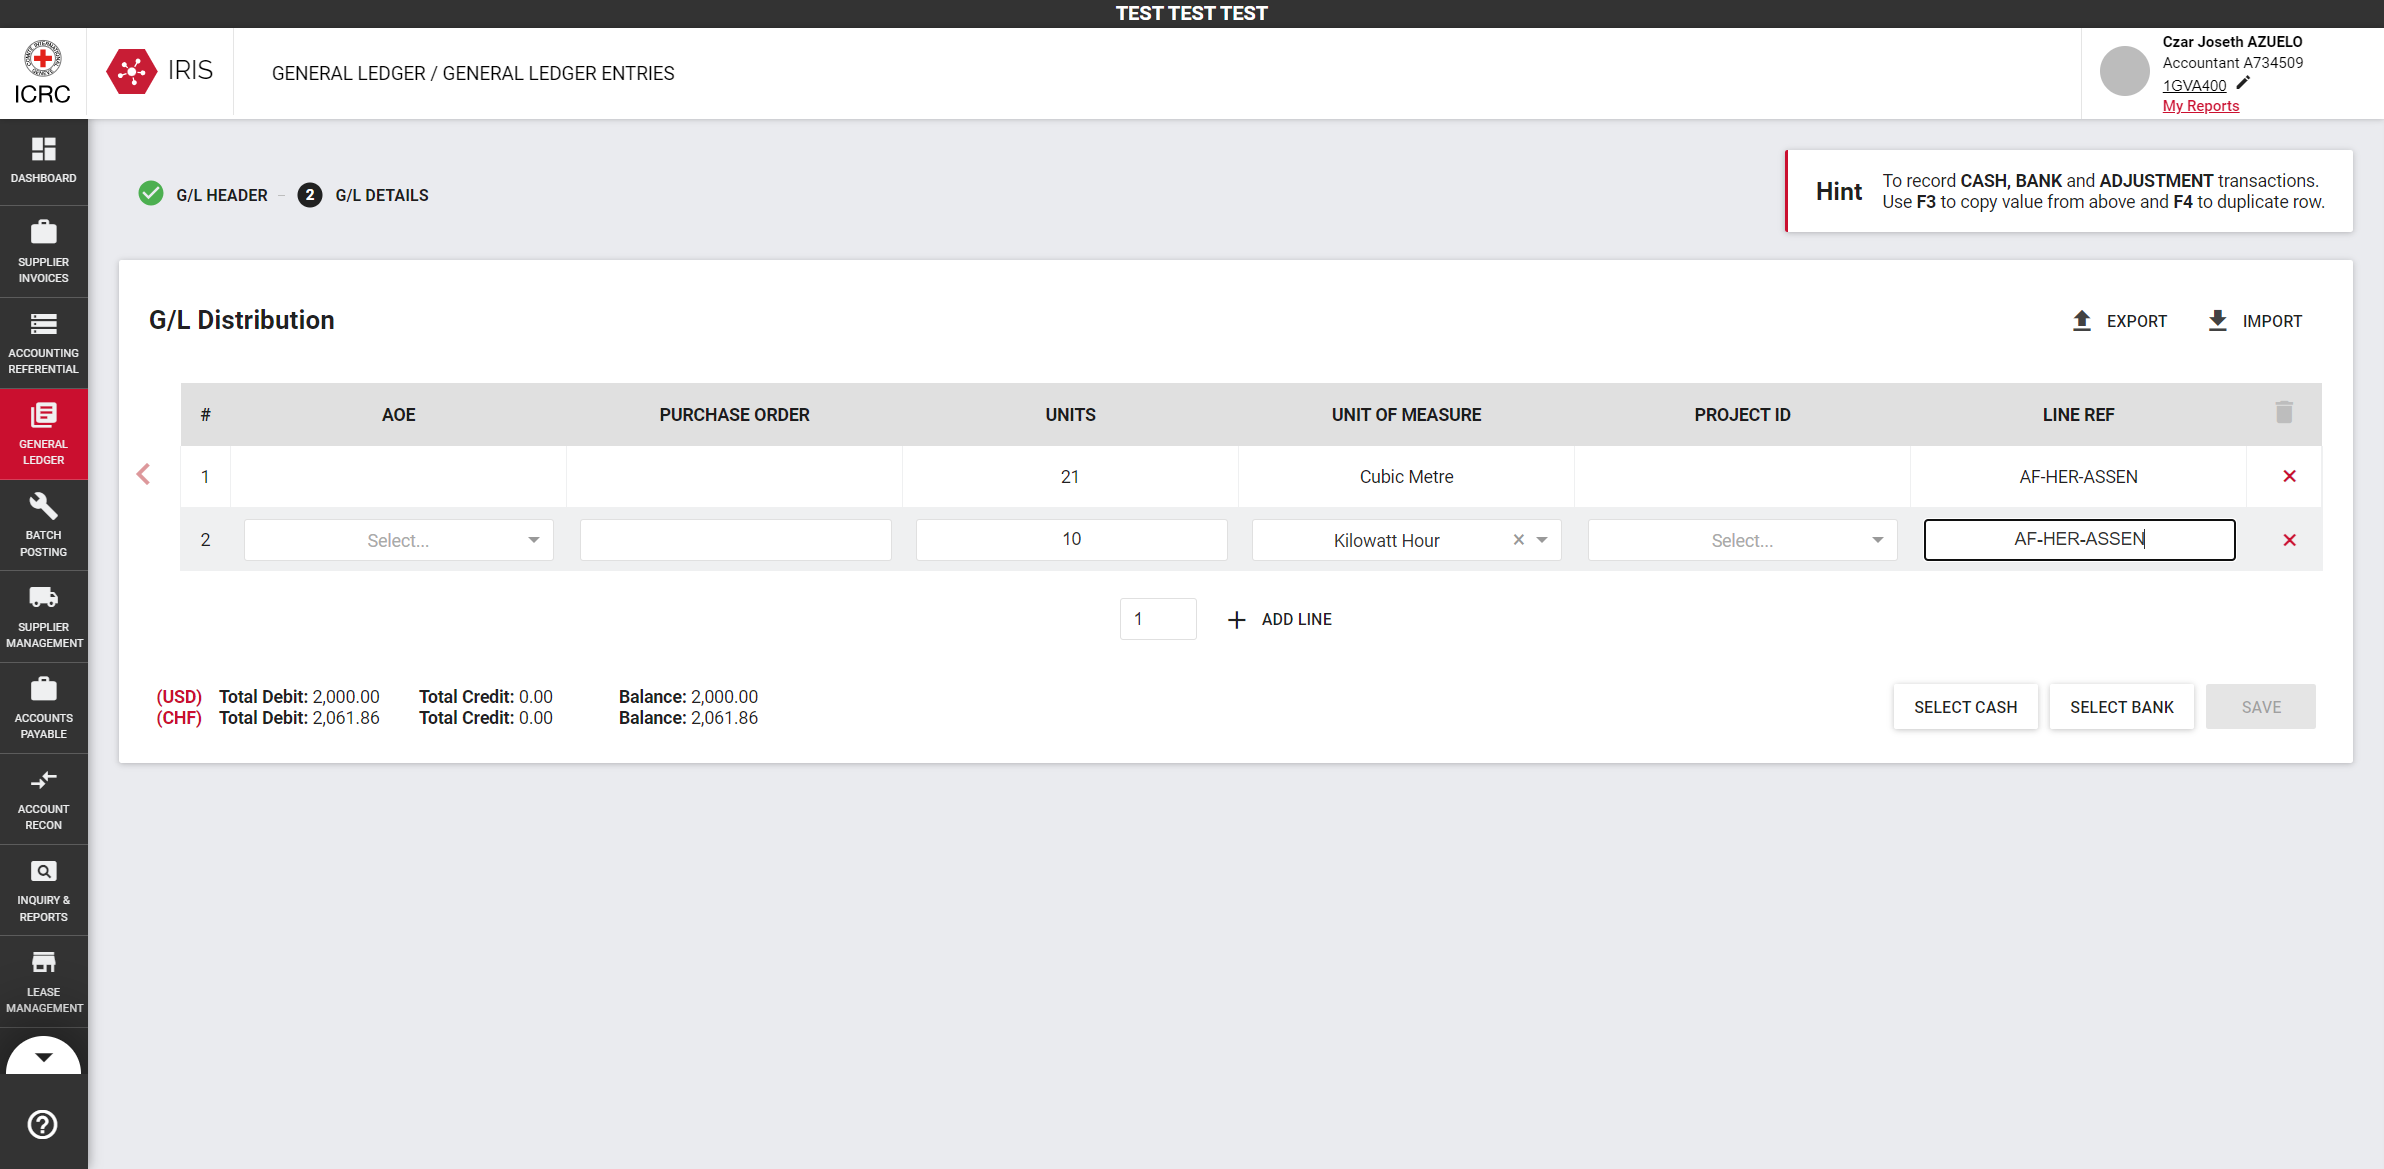 TEST TEST TEST
ICRC
IRIS
GENERAL LEDGER / GENERAL LEDGER ENTRIES
Czar Joseth AZUELO
Accountant A734509
1GVA400
My Reports
DASHBOARD
SUPPLIER
INVOICES
ACCOUNTING
REFERENTIAL
GENERAL
LEDGER
BATCH
POSTING
SUPPLIER
MANAGEMENT
ACCOUNTS
PAYABLE
ACCOUNT
RECON
INQUIRY &
REPORTS
LEASE
MANAGEMENT
G/L HEADER – 2 G/L DETAILS
Hint
To record CASH, BANK and ADJUSTMENT transactions.
Use F3 to copy value from above and F4 to duplicate row.
G/L Distribution
EXPORT IMPORT
# AOE PURCHASE ORDER UNITS UNIT OF MEASURE PROJECT ID LINE REF
1 21 Cubic Metre AF-HER-ASSEN
2 Select... 10 Kilowatt Hour Select... AF-HER-ASSEN
1 ADD LINE
(USD) Total Debit: 2,000.00 Total Credit: 0.00 Balance: 2,000.00
(CHF) Total Debit: 2,061.86 Total Credit: 0.00 Balance: 2,061.86
SELECT CASH SELECT BANK SAVE